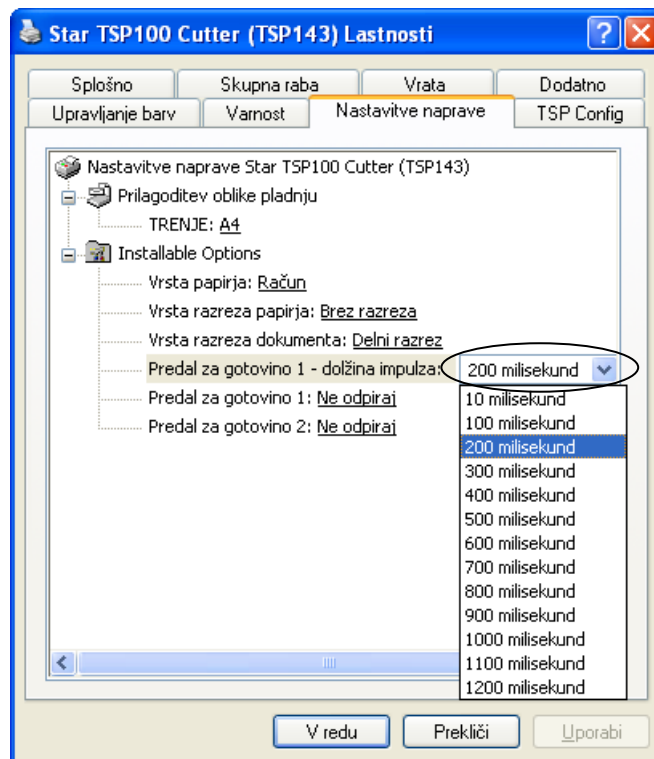 Star TSP100 Cutter (TSP143) Lastnosti
Splošno Skupna raba Vrata Dodatno
Upravljanje barv Varnost Nastavitve naprave TSP Config
Nastavitve naprave Star TSP100 Cutter (TSP143)
Prilagoditev oblike pladnju
TRENJE: A4
Installable Options
Vrsta papirja: Račun
Vrsta razreza papirja: Brez razreza
Vrsta razreza dokumenta: Delni razrez
Predal za gotovino 1 - dolžina impulza: 200 milisekund
Predal za gotovino 1: Ne odpiraj
Predal za gotovino 2: Ne odpiraj
10 milisekund
100 milisekund
200 milisekund
300 milisekund
400 milisekund
500 milisekund
600 milisekund
700 milisekund
800 milisekund
900 milisekund
1000 milisekund
1100 milisekund
1200 milisekund
V redu Prekliči Uporabi